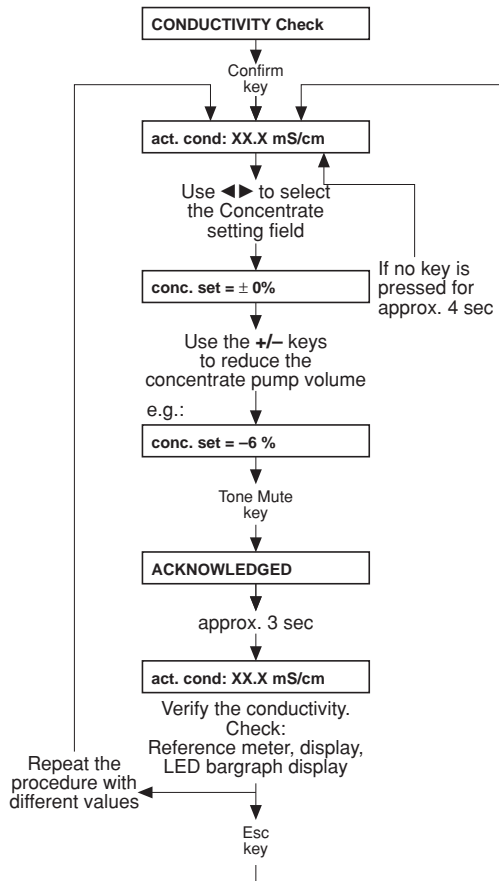 CONDUCTIVITY Check
Confirm
key
act. cond: XX.X mS/cm
Use ◄► to select
the Concentrate
setting field
If no key is
pressed for
approx. 4 sec
conc. set = ± 0%
Use the +/– keys
to reduce the
concentrate pump volume
e.g.:
conc. set = –6 %
Tone Mute
key
ACKNOWLEDGED
approx. 3 sec
act. cond: XX.X mS/cm
Verify the conductivity.
Check:
Reference meter, display,
LED bargraph display
Repeat the
procedure with
different values
Esc
key